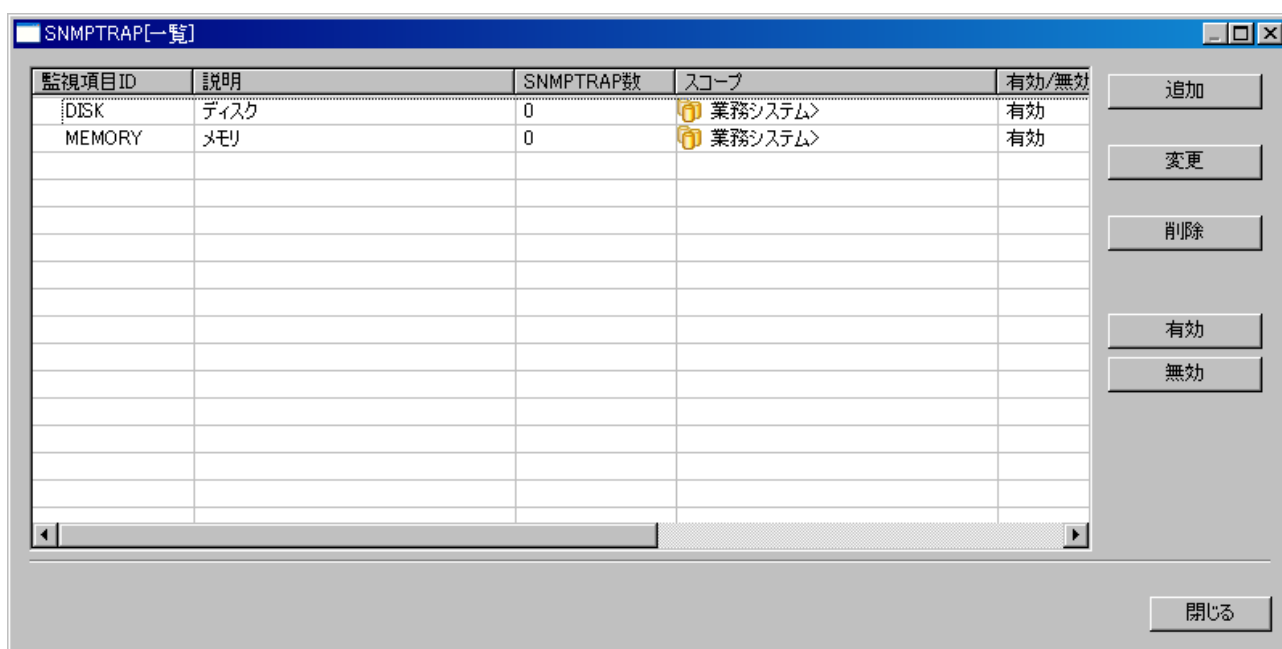 SNMPTRAP[一覧]
監視項目ID 説明 SNMPTRAP数 スコープ 有効/無効
DISK ディスク 0 業務システム> 有効
MEMORY メモリ 0 業務システム> 有効
追加
変更
削除
有効
無効
閉じる